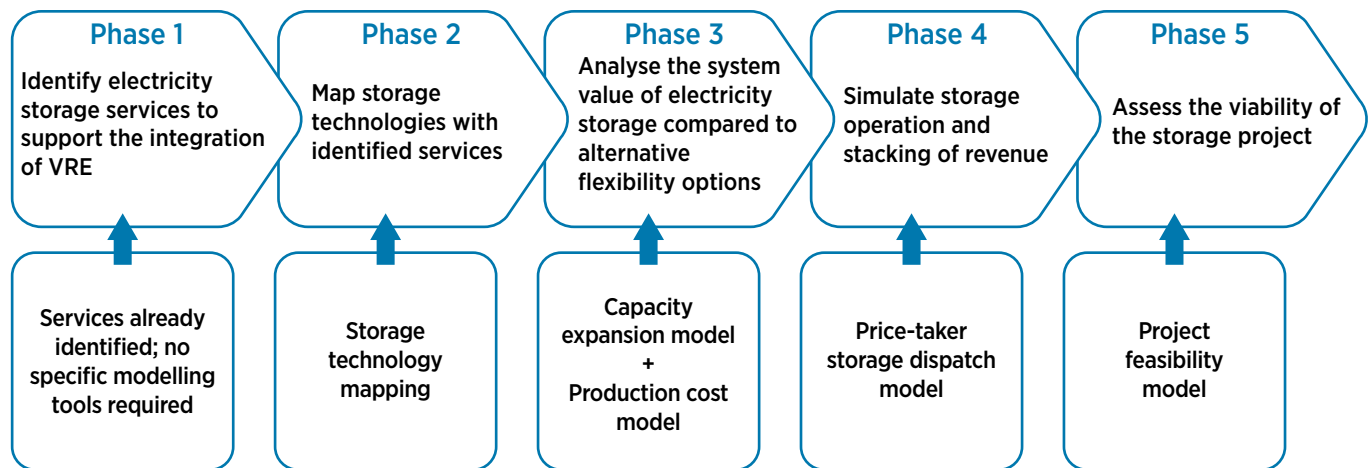 Phase 1
Identify electricity
storage services to
support the integration
of VRE
Phase 2
Map storage
technologies with
identified services
Phase 3
Analyse the system
value of electricity
storage compared to
alternative
flexibility options
Phase 4
Simulate storage
operation and
stacking of revenue
Phase 5
Assess the viability of
the storage project
Services already
identified; no
specific modelling
tools required
Storage
technology
mapping
Capacity
expansion model
+
Production cost
model
Price-taker
storage dispatch
model
Project
feasibility
model